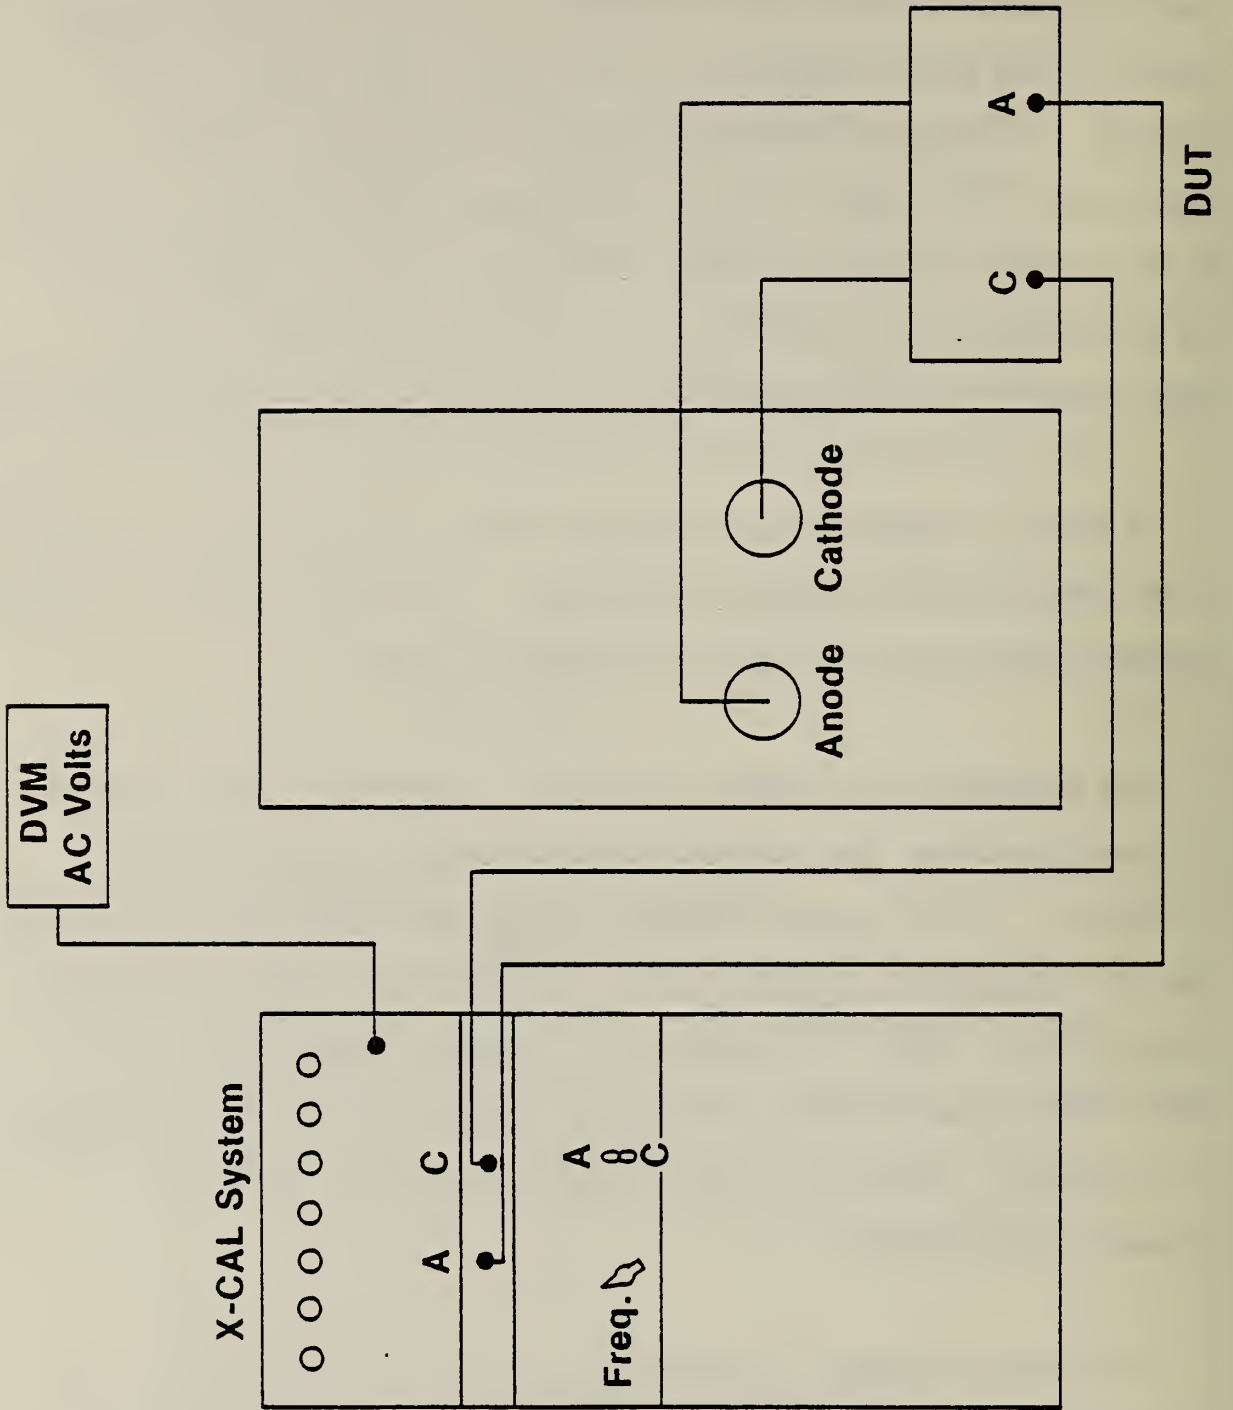 X-CAL System
A
C
Freq.
A
C
DVM
AC Volts
Anode
Cathode
C
A
DUT